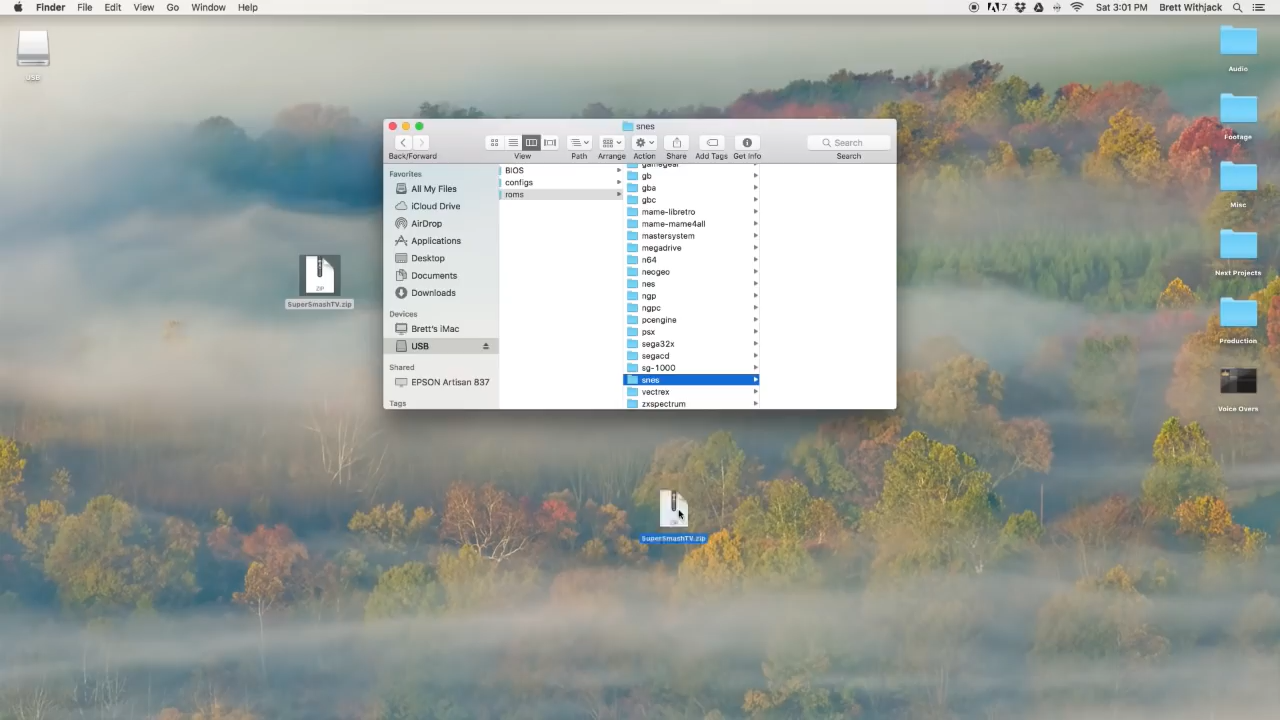 Finder File Edit View Go Window Help
7 Sat 3:01 PM Brett Withjack
USB
Audio
Footage
Misc
Next Projects
Production
Voice Overs
snes
Search
Back/Forward View Path Arrange Action Share Add Tags Get Info Search
Favorites
All My Files
iCloud Drive
AirDrop
Applications
Desktop
Documents
Downloads
Devices
Brett's iMac
USB
Shared
EPSON Artisan 837
Tags
BIOS
configs
roms
gamegear
gb
gba
gbc
mame-libretro
mame-mame4all
mastersystem
megadrive
n64
neogeo
nes
ngp
ngpc
pcengine
psx
sega32x
segacd
sg-1000
snes
vectrex
zxspectrum
ZIP
SuperSmashTV.zip
ZIP
SuperSmashTV.zip